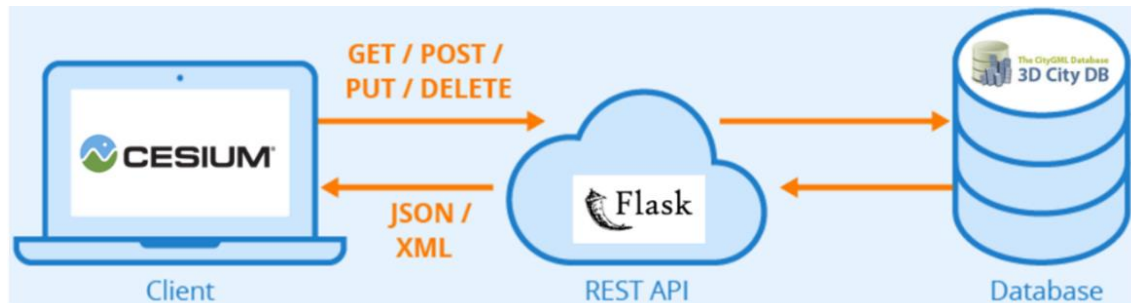 GET / POST /
PUT / DELETE
The CityGML Database
3D City DB
CESIUM
Flask
JSON /
XML
Client
REST API
Database